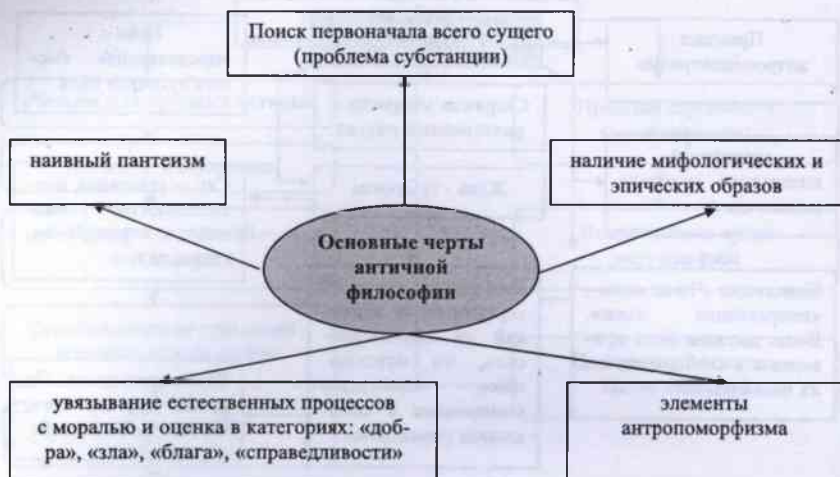 Поиск первоначала всего сущего
(проблема субстанции)
наивный пантеизм
наличие мифологических и
эпических образов
Основные черты
античной
философии
увязывание естественных процессов
с моралью и оценка в категориях: «доб-
ра», «зла», «блага», «справедливости»
элементы
антропоморфизма